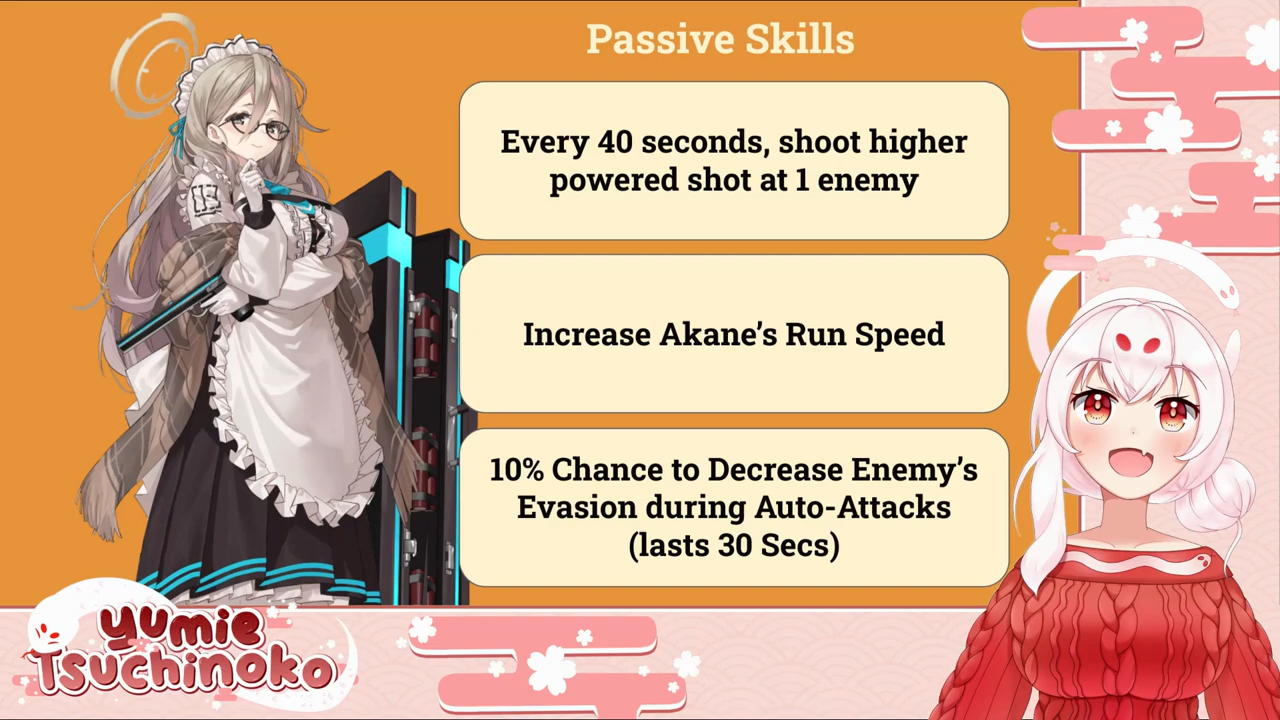 Passive Skills
Every 40 seconds, shoot higher
powered shot at 1 enemy
Increase Akane's Run Speed
10% Chance to Decrease Enemy's
Evasion during Auto-Attacks
(lasts 30 Secs)
Yumie
Tsuchinoko